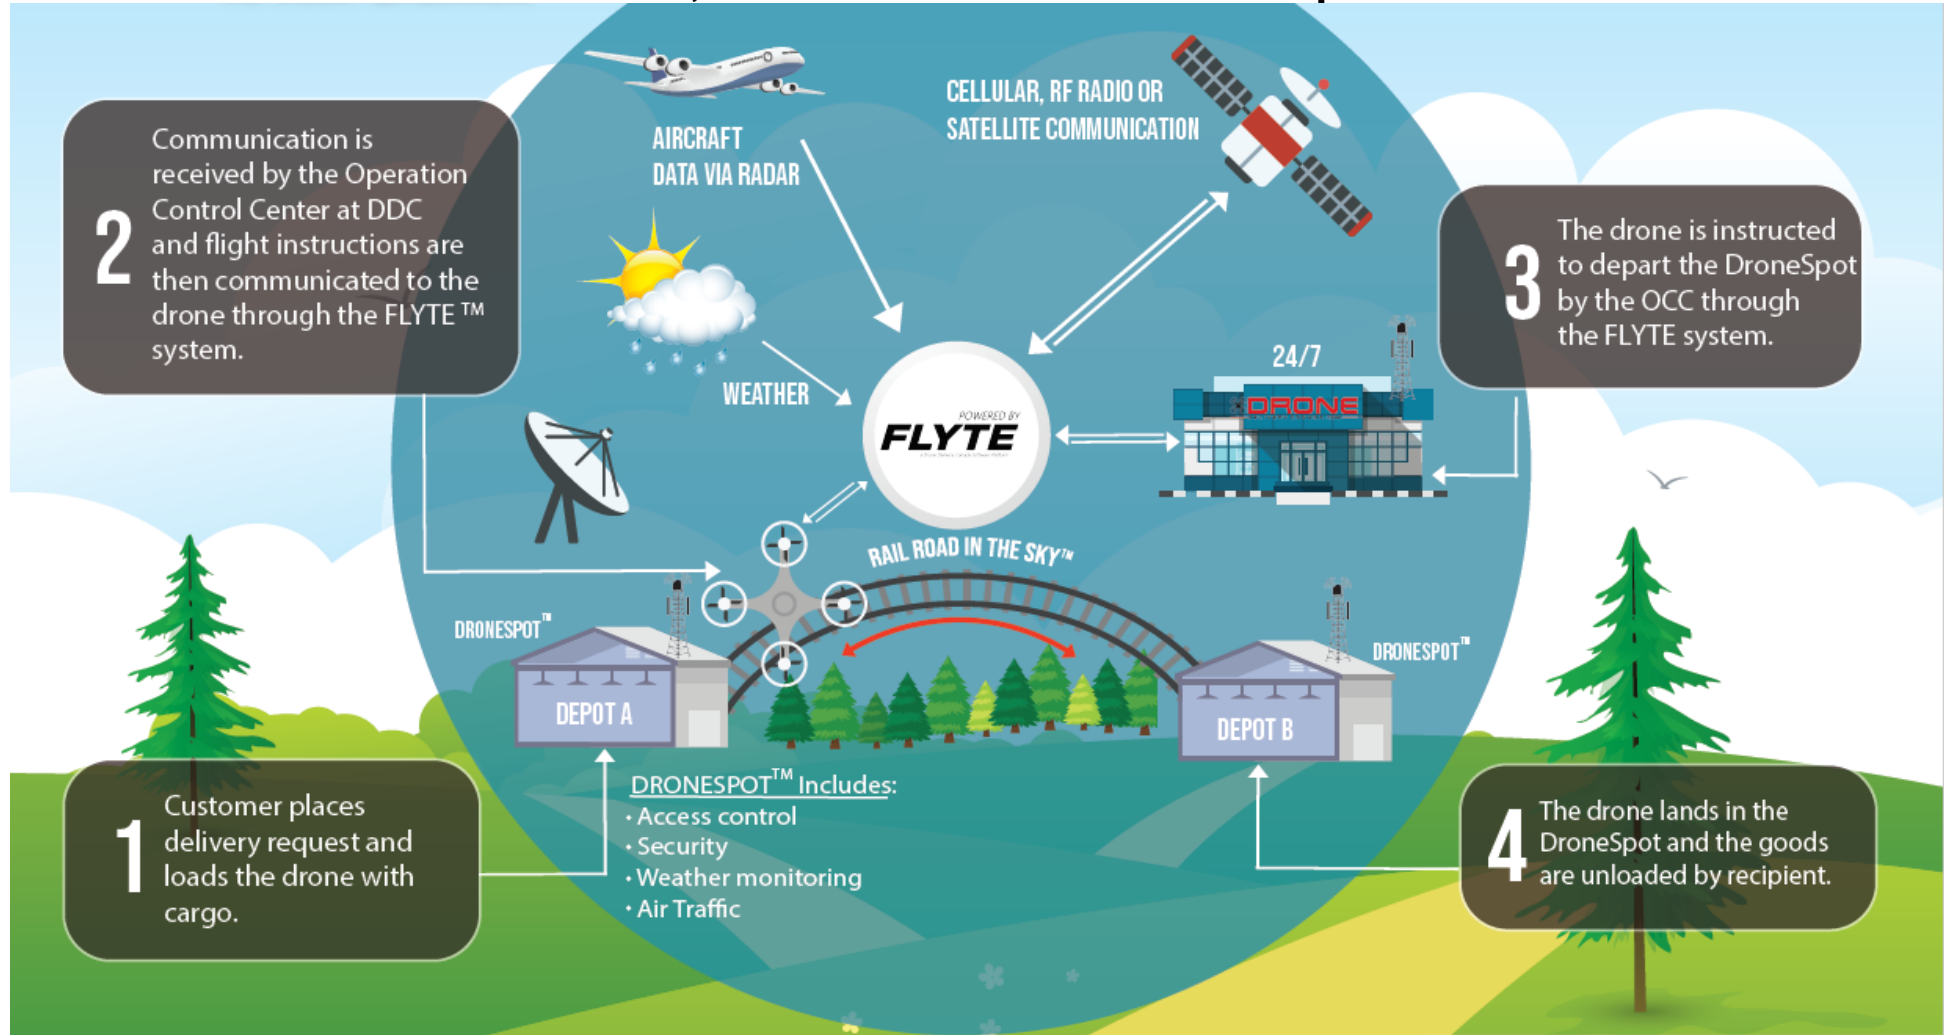 AIRCRAFT
DATA VIA RADAR
CELLULAR, RF RADIO OR
SATELLITE COMMUNICATION
2
Communication is
received by the Operation
Control Center at DDC
and flight instructions are
then communicated to the
drone through the FLYTE ™
system.
3
The drone is instructed
to depart the DroneSpot
by the OCC through
the FLYTE system.
WEATHER
24/7
DRONE
POWERED BY
FLYTE
RAIL ROAD IN THE SKY™
DRONESPOT™
DEPOT A
DRONESPOT™
DEPOT B
1
Customer places
delivery request and
loads the drone with
cargo.
DRONESPOT™ Includes:
· Access control
· Security
· Weather monitoring
· Air Traffic
4
The drone lands in the
DroneSpot and the goods
are unloaded by recipient.